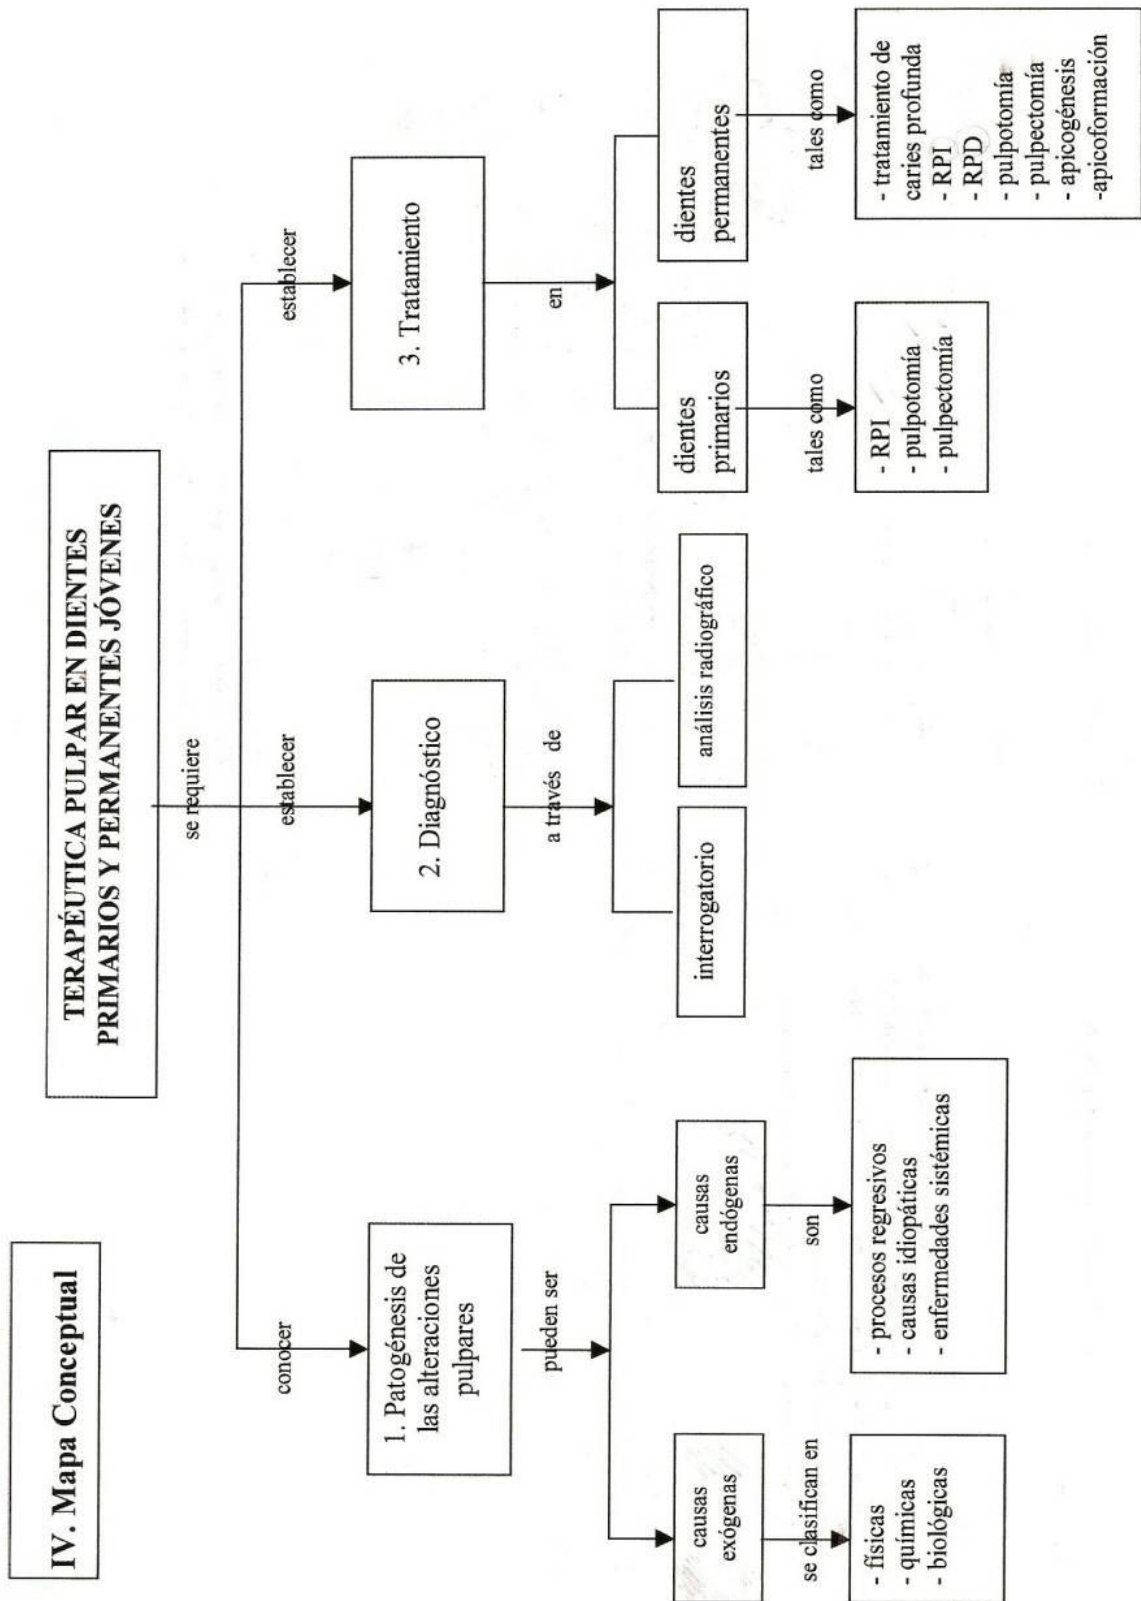 IV. Mapa Conceptual
TERAPÉUTICA PULPAR EN DIENTES
PRIMARIOS Y PERMANENTES JÓVENES
se requiere
conocer
establecer
establecer
1. Patogénesis de
las alteraciones
pulpares
2. Diagnóstico
3. Tratamiento
pueden ser
a través de
en
causas
exógenas
causas
endógenas
interrogatorio
análisis radiográfico
dientes
primarios
dientes
permanentes
se clasifican en
son
tales como
tales como
- físicas
- químicas
- biológicas
- procesos regresivos
- causas idiopáticas
- enfermedades sistémicas
- RPI
- pulpotomía
- pulpectomía
- tratamiento de
caries profunda
- RPI
- RPD
- pulpotomía
- pulpectomía
- apicogénesis
-apicoformación